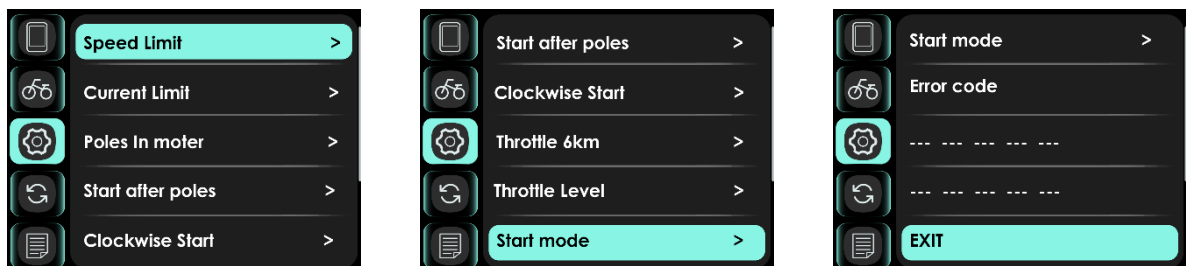 Speed Limit >
Current Limit >
Poles In moter >
Start after poles >
Clockwise Start >
Start after poles >
Clockwise Start >
Throttle 6km >
Throttle Level >
Start mode >
Start mode >
Error code
--- --- --- --- ---
--- --- --- --- ---
EXIT